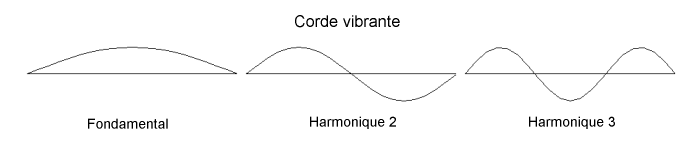 Corde vibrante
Fondamental
Harmonique 2
Harmonique 3